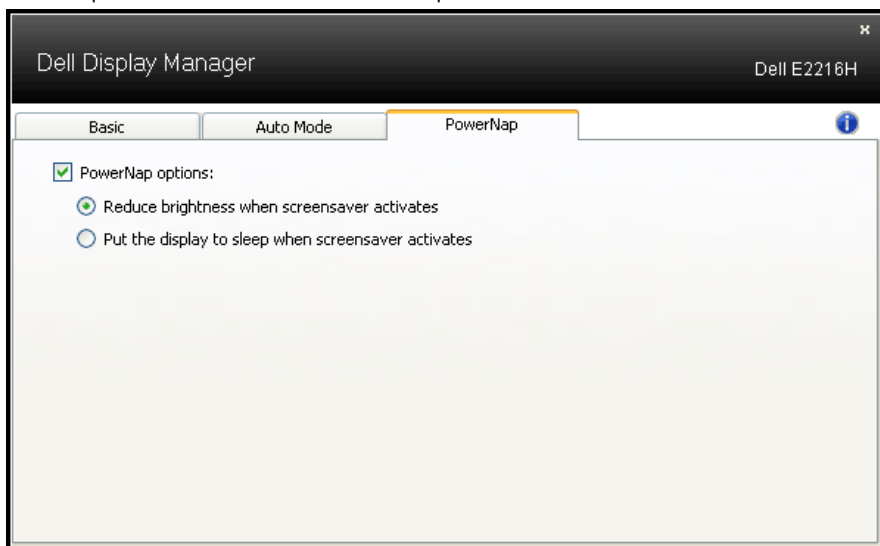 x
Dell Display Manager
Dell E2216H
Basic
Auto Mode
PowerNap
i
PowerNap options:
Reduce brightness when screensaver activates
Put the display to sleep when screensaver activates